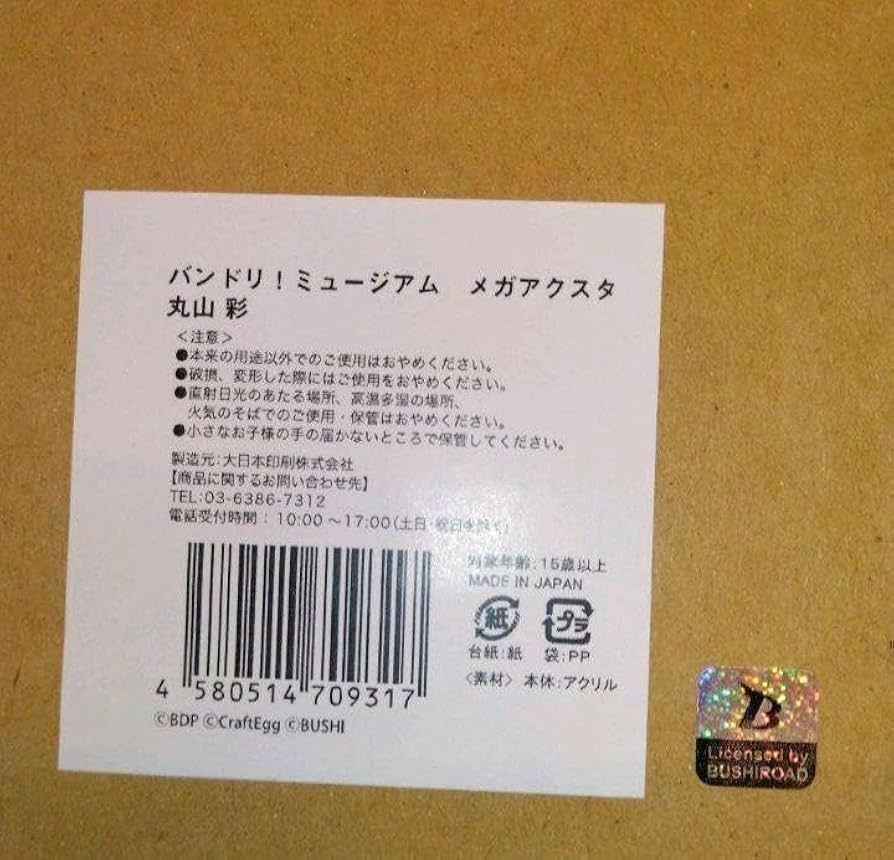 バンドリ！ミュージアム　メガアクスタ
丸山 彩
＜注意＞
●本来の用途以外でのご使用はおやめください。
●破損、変形した際にはご使用をおやめください。
●直射日光のあたる場所、高温多湿の場所、
火気のそばでのご使用・保管はおやめください。
●小さなお子様の手の届かないところで保管してください。
製造元：大日本印刷株式会社
【商品に関するお問い合わせ先】
TEL:03-6386-7312
電話受付時間：10:00～17:00（土日・祝日を除く）
対象年齢：15歳以上
MADE IN JAPAN
紙 プラ
台紙：紙 袋：PP
〈素材〉 本体：アクリル
4 580514 709317
©BDP ©CraftEgg ©BUSHI
B
Licensed by
BUSHIROAD